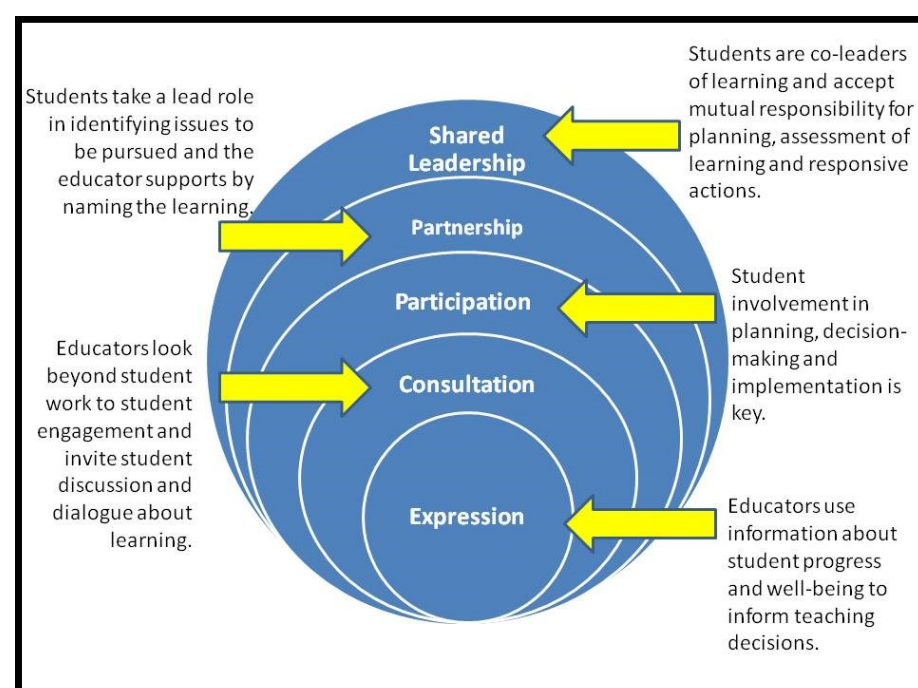 Students are co-leaders
of learning and accept
mutual responsibility for
planning, assessment of
learning and responsive
actions.
Students take a lead role
in identifying issues to
be pursued and the
educator supports by
naming the learning.
Shared
Leadership
Partnership
Participation
Student
involvement in
planning, decision-
making and
implementation is
key.
Educators look
beyond student
work to student
engagement and
invite student
discussion and
dialogue about
learning.
Consultation
Expression
Educators use
information about
student progress
and well-being to
inform teaching
decisions.